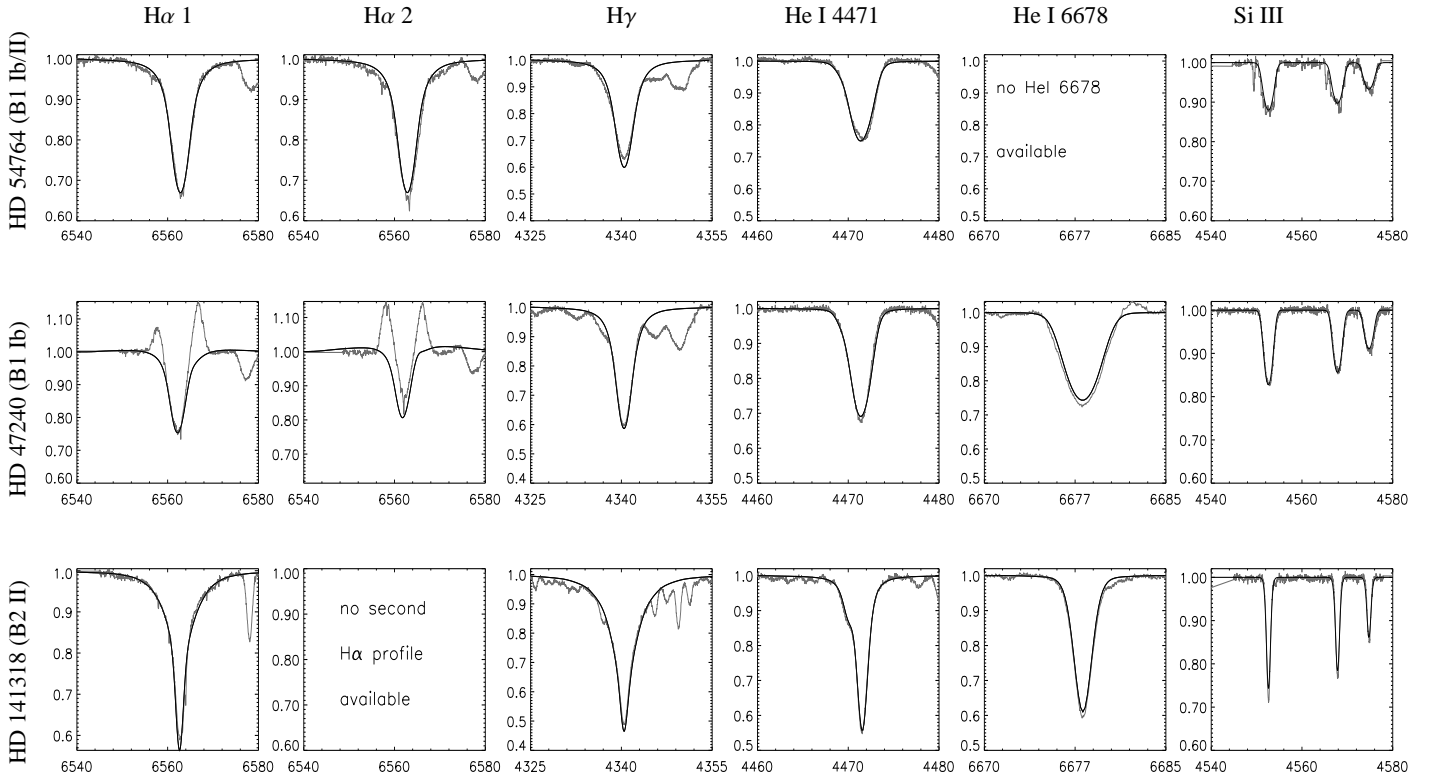 Hα 1 Hα 2 Hγ He I 4471 He I 6678 Si III
HD 54764 (B1 Ib/II)
1.00 0.90 0.80 0.70 0.60
6540 6560 6580
1.0 0.9 0.8 0.7 0.6
6540 6560 6580
1.0 0.9 0.8 0.7 0.6 0.5 0.4
4325 4340 4355
1.0 0.9 0.8 0.7 0.6 0.5
4460 4470 4480
1.0 0.9 0.8 0.7 0.6 0.5
no HeI 6678
available
6670 6677 6685
1.00 0.90 0.80 0.70 0.60
4540 4560 4580
HD 47240 (B1 Ib)
1.10 1.00 0.90 0.80 0.70 0.60
6540 6560 6580
1.10 1.00 0.90 0.80 0.70
6540 6560 6580
1.0 0.9 0.8 0.7 0.6 0.5 0.4
4325 4340 4355
1.0 0.9 0.8 0.7 0.6 0.5
4460 4470 4480
1.0 0.9 0.8 0.7 0.6 0.5
6670 6677 6685
1.00 0.90 0.80 0.70 0.60
4540 4560 4580
HD 141318 (B2 II)
1.0 0.9 0.8 0.7 0.6
6540 6560 6580
1.00 0.90 0.80 0.70 0.60
no second
Hα profile
available
6540 6560 6580
1.0 0.9 0.8 0.7 0.6 0.5 0.4
4325 4340 4355
1.0 0.9 0.8 0.7 0.6 0.5
4460 4470 4480
1.0 0.9 0.8 0.7 0.6 0.5
6670 6677 6685
1.00 0.90 0.80 0.70 0.60
4540 4560 4580